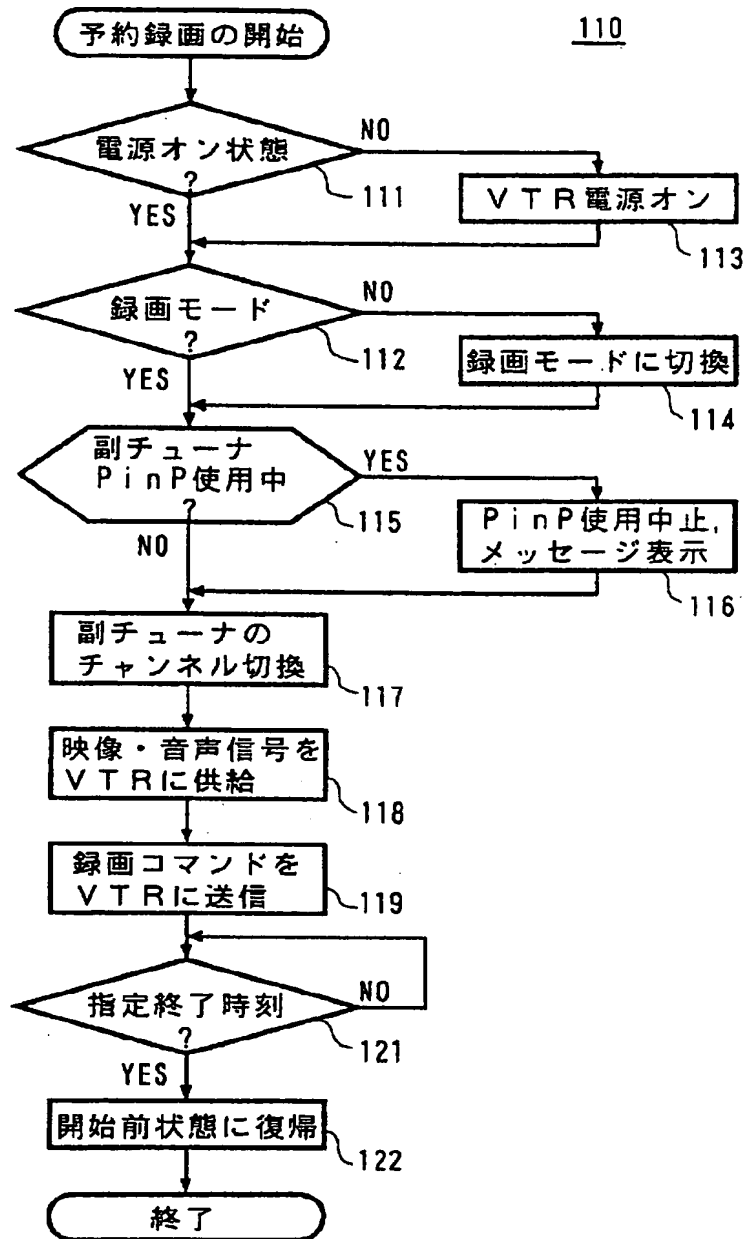 予約録画の開始
110
電源オン状態
?
NO
YES
111
VTR電源オン
113
録画モード
?
NO
YES
112
録画モードに切換
114
副チューナ
PinP使用中
?
YES
NO
115
PinP使用中止,
メッセージ表示
116
副チューナの
チャンネル切換
117
映像・音声信号を
VTRに供給
118
録画コマンドを
VTRに送信
119
指定終了時刻
?
NO
YES
121
開始前状態に復帰
122
終了